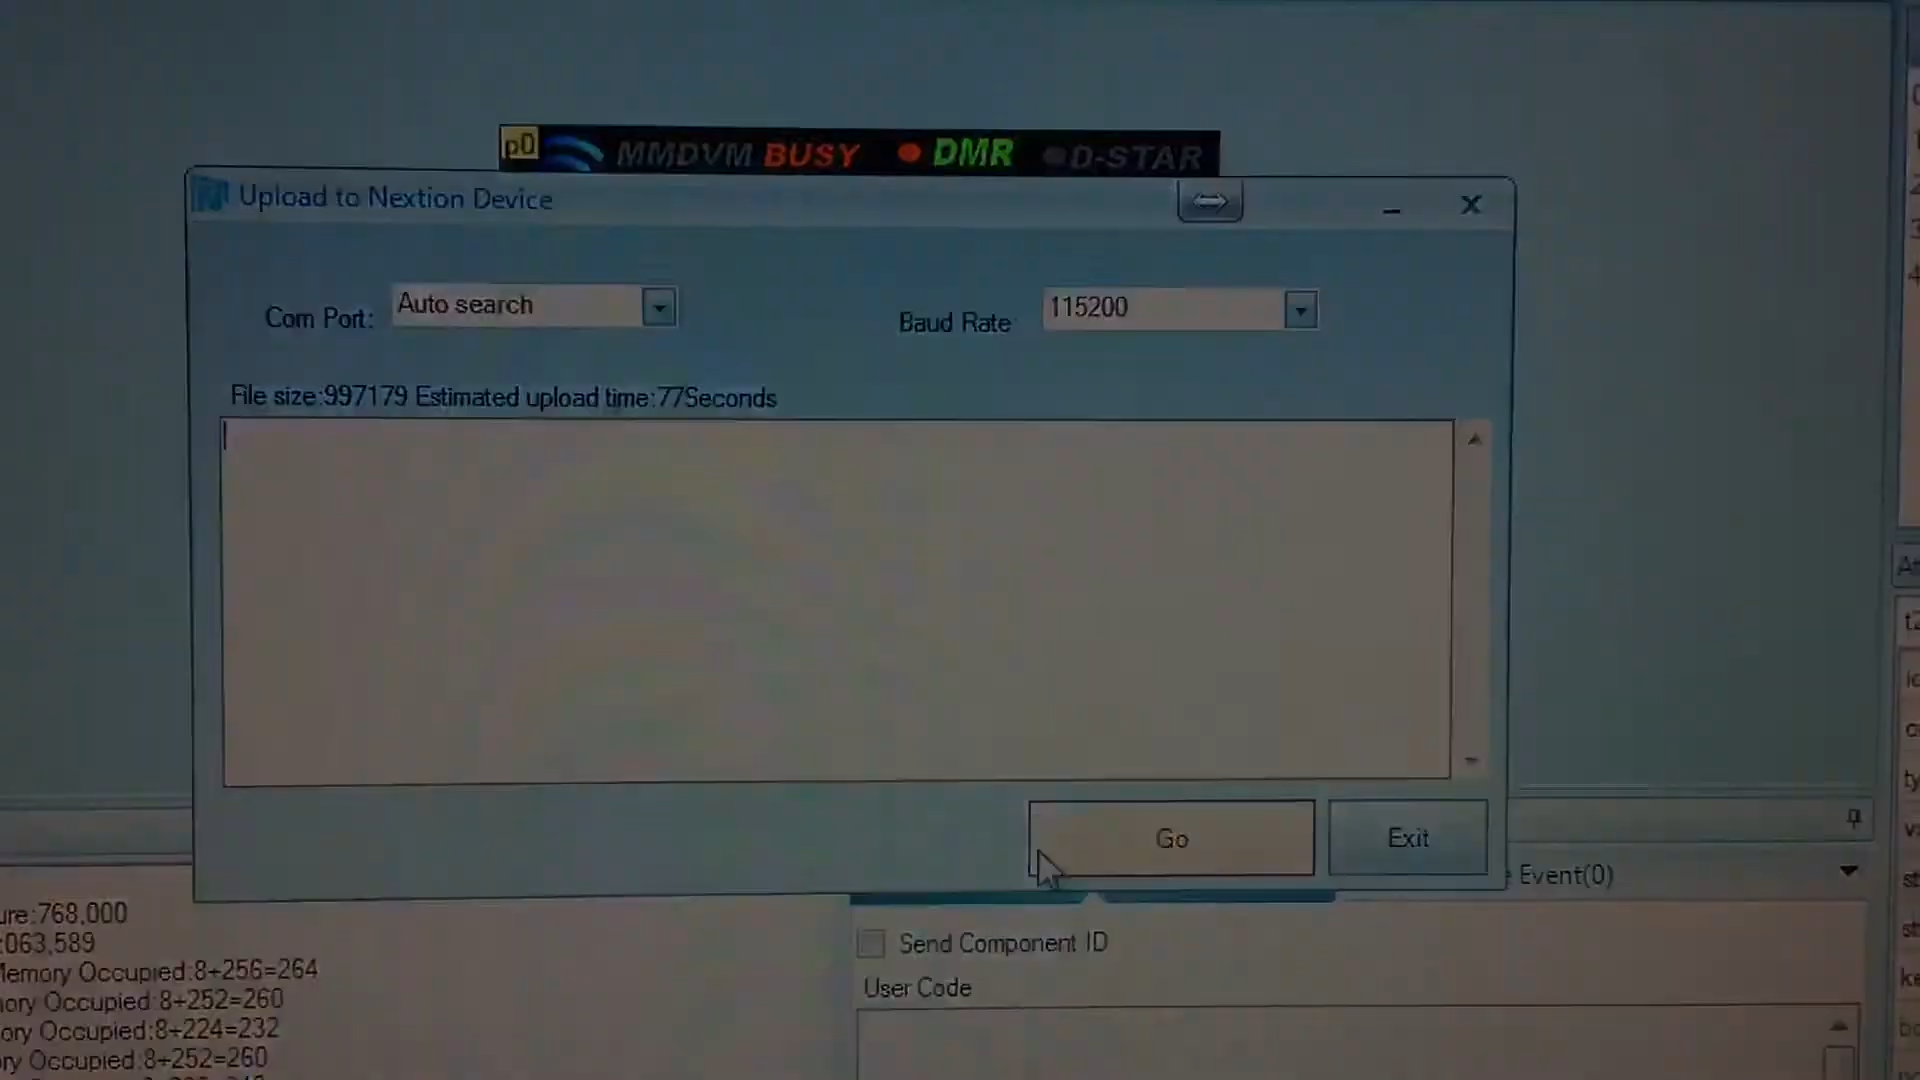 p0 MMDVM BUSY DMR D-STAR
Upload to Nextion Device
Com Port: Auto search Baud Rate 115200
File size:997179 Estimated upload time:77Seconds
Go Exit
Event(0)
ure:768,000
:063,589
Memory Occupied:8+256=264
ory Occupied:8+252=260
ory Occupied:8+224=232
ry Occupied:8+252=260
Send Component ID
User Code